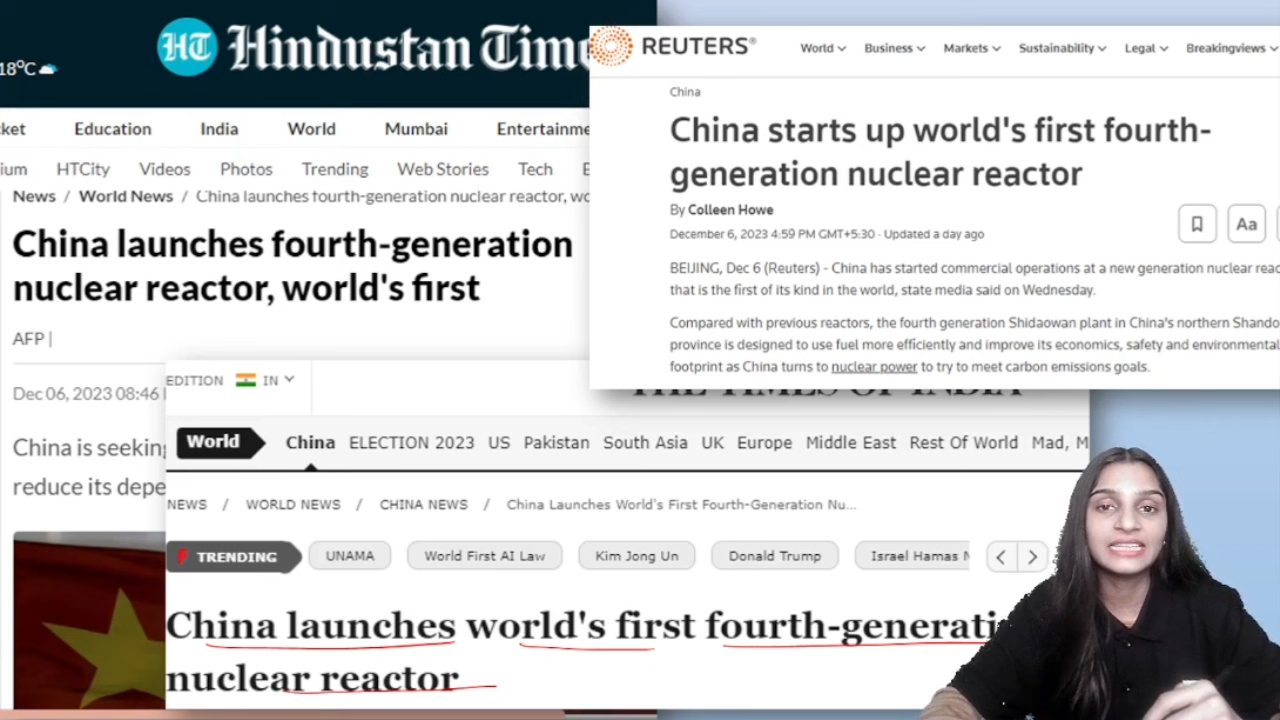 HT Hindustan
18°C
Education India World Mumbai
HTCity Videos Photos Trending Web Stories Tech
News / World News / China launches fourth-generation nuclear reactor,
China launches fourth-generation
nuclear reactor, world's first
AFP |
Dec 06, 2023 08:46
China is seeking
reduce its
REUTERS®
World Business Markets Sustainability Legal Breakingviews
China
China starts up world's first fourth-
generation nuclear reactor
By Colleen Howe
Aa
December 6, 2023 4:59 PM GMT+5:30 · Updated a day ago
BEIJING, Dec 6 (Reuters) - China has started commercial operations at a new generation nuclear
that is the first of its kind in the world, state media said on Wednesday.
Compared with previous reactors, the fourth generation Shidaowan plant in China's northern
province is designed to use fuel more efficiently and improve its economics, safety and environmental
footprint as China turns to nuclear power to try to meet carbon emissions goals.
THE TIMES OF INDIA
EDITION IN
World China ELECTION 2023 US Pakistan South Asia UK Europe Middle East Rest Of World Mad,
NEWS / WORLD NEWS / CHINA NEWS / China Launches World's First Fourth-Generation Nu...
TRENDING UNAMA World First AI Law Kim Jong Un Donald Trump Israel Hamas
China launches world's first
nuclear reactor